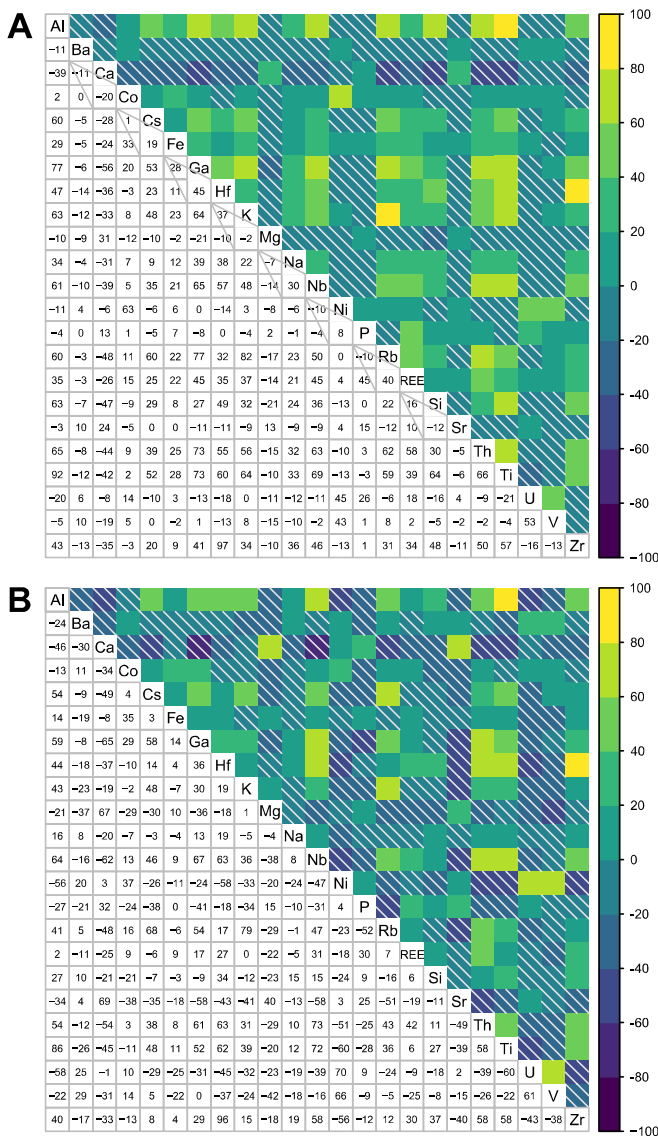 A
Al
−11 Ba
−39 −11 Ca
2 0 −20 Co
60 −5 −28 1 Cs
29 −5 −24 33 19 Fe
77 −6 −56 20 53 28 Ga
47 −14 −36 −3 23 11 45 Hf
63 −12 −33 8 48 23 64 37 K
−10 −9 31 −12 −10 −2 −21 −10 −2 Mg
34 −4 −31 7 9 12 39 38 22 −7 Na
61 −10 −39 5 35 21 65 57 48 −14 30 Nb
−11 4 −6 63 −6 6 0 −14 3 −8 −6 −10 Ni
−4 0 13 1 −5 7 −8 0 −4 2 −1 −4 8 P
60 −3 −48 11 60 22 77 32 82 −17 23 50 0 −10 Rb
35 −3 −26 15 25 22 45 35 37 −14 21 45 4 45 40 REE
63 −5 −47 −9 29 8 27 49 32 −21 24 36 −13 0 22 16 Si
−3 10 24 −5 0 0 −11 −11 −9 13 −9 −9 4 15 −12 10 −12 Sr
65 −8 −44 9 39 25 73 55 56 −15 32 63 −10 3 62 58 30 −5 Th
92 −12 −42 2 52 28 73 60 64 −10 33 69 −13 −3 59 39 64 −6 66 Ti
−20 6 −8 14 −10 3 −13 −18 0 −11 −12 −11 45 26 −6 18 −16 4 −9 −21 U
−5 10 −19 5 0 −2 1 −13 8 −15 −10 −2 43 1 8 2 −5 −2 −2 −4 53 V
43 −13 −35 −3 20 9 41 97 34 −10 36 46 −13 1 31 34 48 −11 50 57 −16 −13 Zr
100
80
60
40
20
−0
−20
−40
−60
−80
−100
B
Al
−24 Ba
−46 −30 Ca
−13 11 −34 Co
54 −9 −49 4 Cs
14 −19 −8 35 3 Fe
59 −8 −65 29 58 14 Ga
44 −18 −37 −10 14 4 36 Hf
43 −23 −19 −2 48 −7 30 19 K
−21 −37 67 −29 −30 10 −36 −18 1 Mg
16 8 −20 −7 −3 −4 13 19 −5 −4 Na
64 −16 −62 13 46 9 67 63 36 −38 8 Nb
−56 20 3 37 −26 −11 −24 −58 −33 −20 −24 −47 Ni
−27 −21 32 −24 −38 0 −41 −18 −34 15 −10 −31 4 P
41 5 −48 16 68 −6 54 17 79 −29 −1 47 −23 −52 Rb
2 −11 −25 9 −6 9 17 27 0 −22 −5 31 −18 30 7 REE
27 10 −21 −21 −7 −3 −9 34 −12 −23 15 15 −24 9 −16 6 Si
−34 4 69 −38 −35 −18 −58 −43 −41 40 −13 −58 3 25 −51 −19 −11 Sr
54 −12 −54 3 38 8 61 63 31 −29 10 73 −51 −25 43 42 11 −49 Th
86 −26 −45 −11 48 11 52 62 39 −20 12 72 −60 −28 36 6 27 −39 58 Ti
−58 25 −1 10 −29 −25 −31 −45 −32 −23 −19 −31 70 9 −24 −9 −18 2 −39 −60 U
−22 29 −31 14 5 −22 0 −37 −24 −42 −10 −18 66 −9 −5 −25 −8 −15 −26 −22 61 V
40 −17 −33 −13 8 4 29 96 15 −18 19 58 −56 −12 12 30 37 −40 58 58 −43 −38 Zr
100
80
60
40
20
0
−20
−40
−60
−80
−100